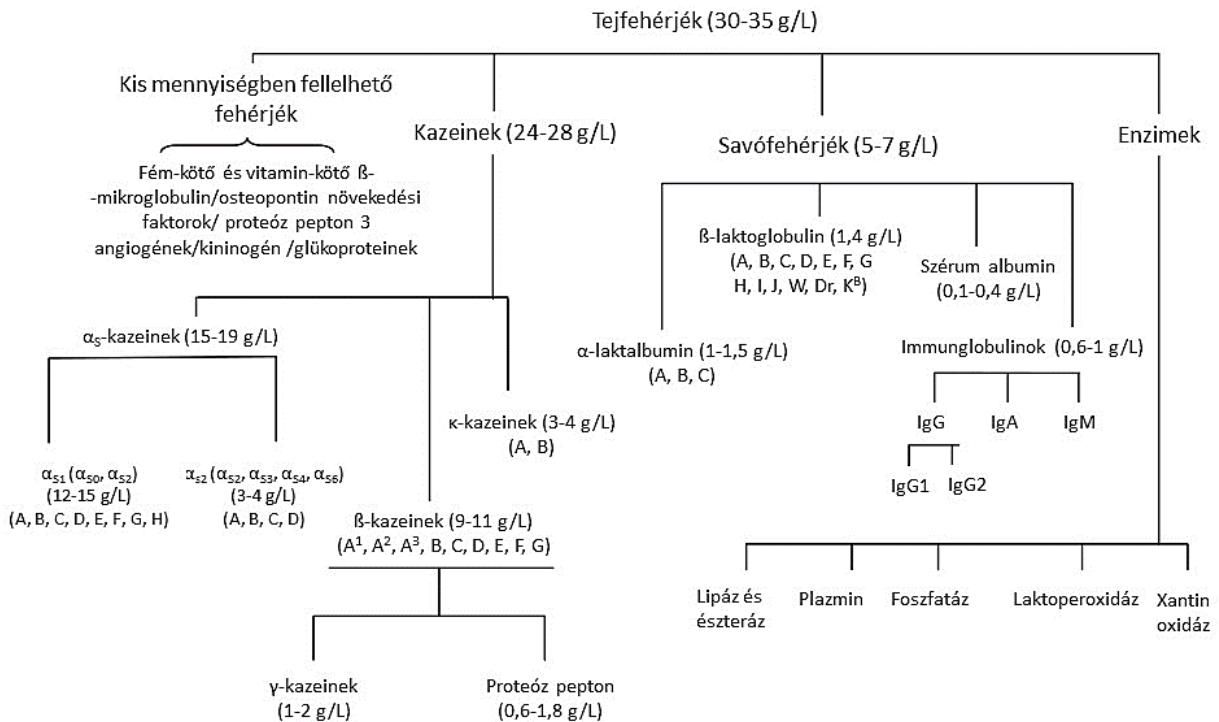 Tejfehérjék (30-35 g/L)
Kis mennyiségben fellelhető
fehérjék
Fém-kötő és vitamin-kötő ß-
-mikroglobulin/osteopontin növekedési
faktorok/ proteóz pepton 3
angiogének/kininogén /glükoproteinek
Kazeinek (24-28 g/L)
Savófehérjék (5-7 g/L)
Enzimek
ß-laktoglobulin (1,4 g/L)
(A, B, C, D, E, F, G
H, I, J, W, Dr, Kᴮ)
Szérum albumin
(0,1-0,4 g/L)
α-laktalbumin (1-1,5 g/L)
(A, B, C)
Immunglobulinok (0,6-1 g/L)
IgG
IgA
IgM
IgG1
IgG2
αS-kazeinek (15-19 g/L)
κ-kazeinek (3-4 g/L)
(A, B)
αS1 (αS0, αS2)
(12-15 g/L)
(A, B, C, D, E, F, G, H)
αs2 (αS2, αS3, αS4, αS6)
(3-4 g/L)
(A, B, C, D)
ß-kazeinek (9-11 g/L)
(A¹, A², A³, B, C, D, E, F, G)
γ-kazeinek
(1-2 g/L)
Proteóz pepton
(0,6-1,8 g/L)
Lipáz és
észteráz
Plazmin
Foszfatáz
Laktoperoxidáz
Xantin
oxidáz